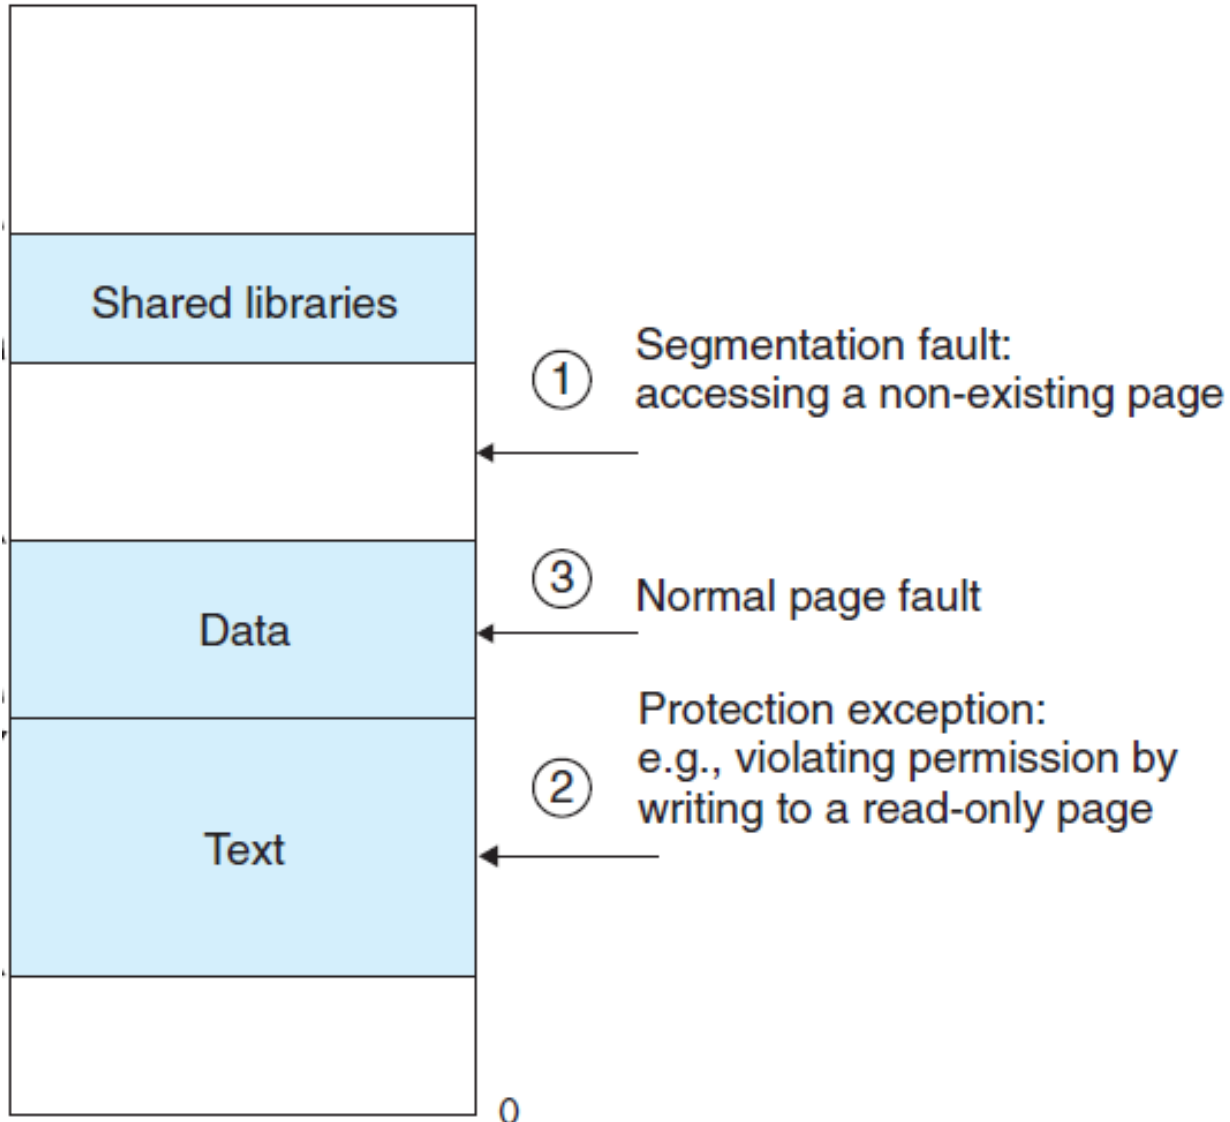 Shared libraries
1
Segmentation fault:
accessing a non-existing page
3
Normal page fault
Data
Protection exception:
e.g., violating permission by
2
writing to a read-only page
Text
0